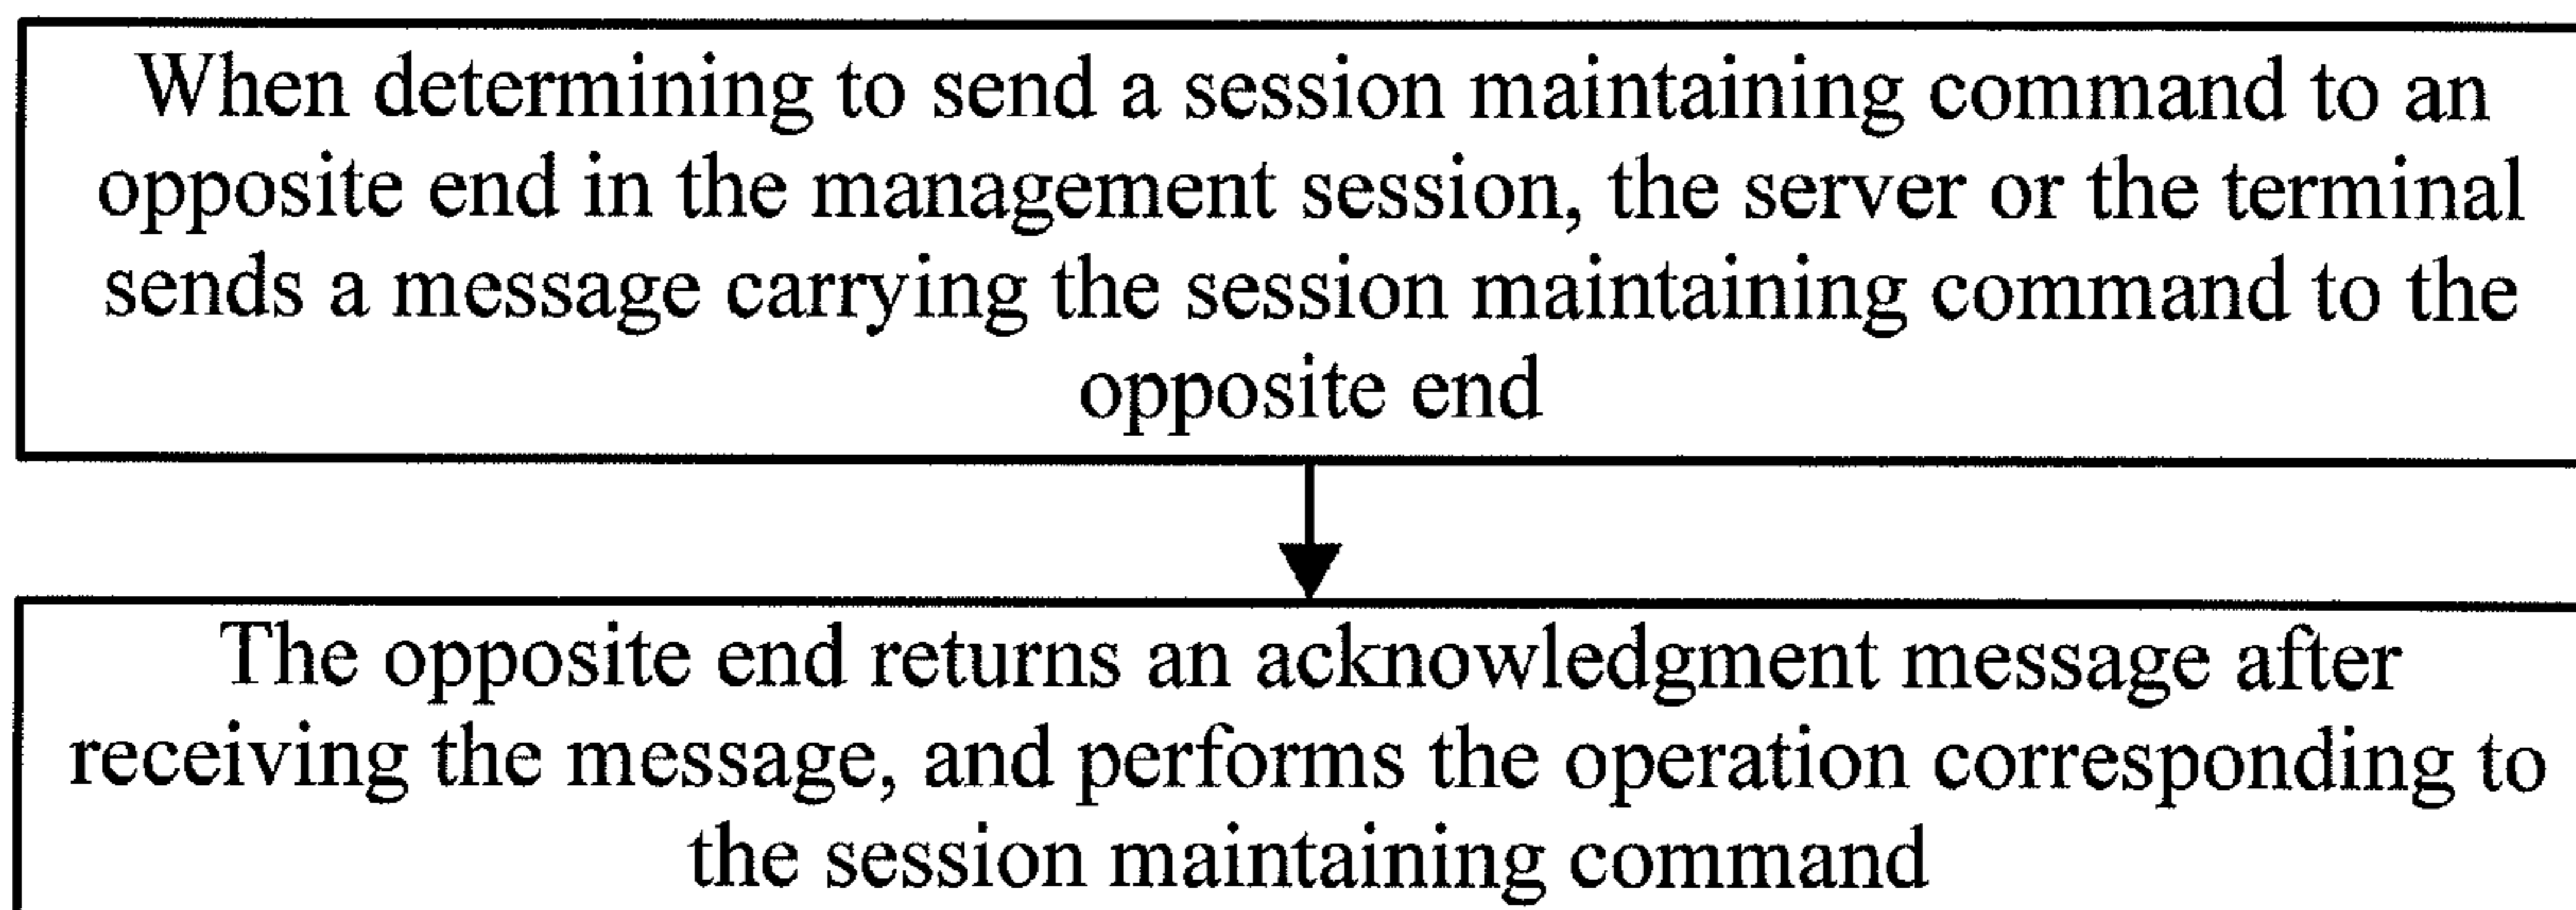 When determining to send a session maintaining command to an
opposite end in the management session, the server or the terminal
sends a message carrying the session maintaining command to the
opposite end
The opposite end returns an acknowledgment message after
receiving the message, and performs the operation corresponding to
the session maintaining command